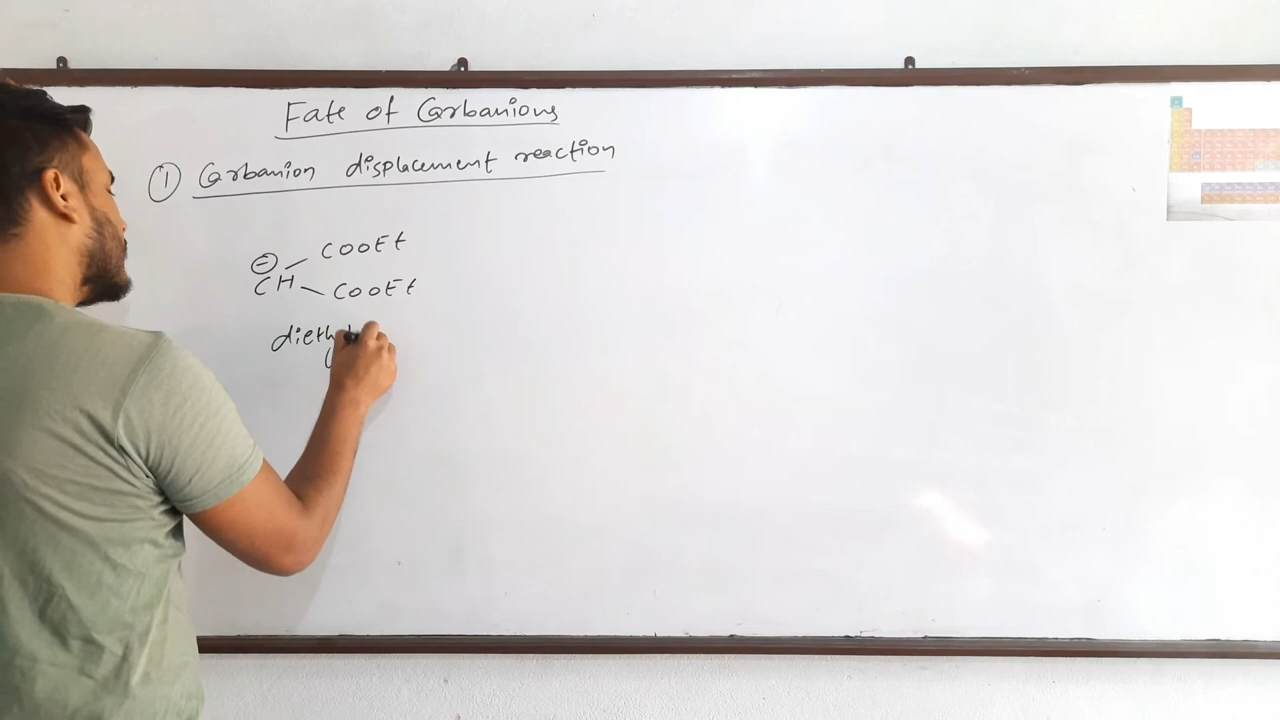 Fate of Carbanions
① Carbanion displacement reaction
⊖ COOEt
CH COOEt